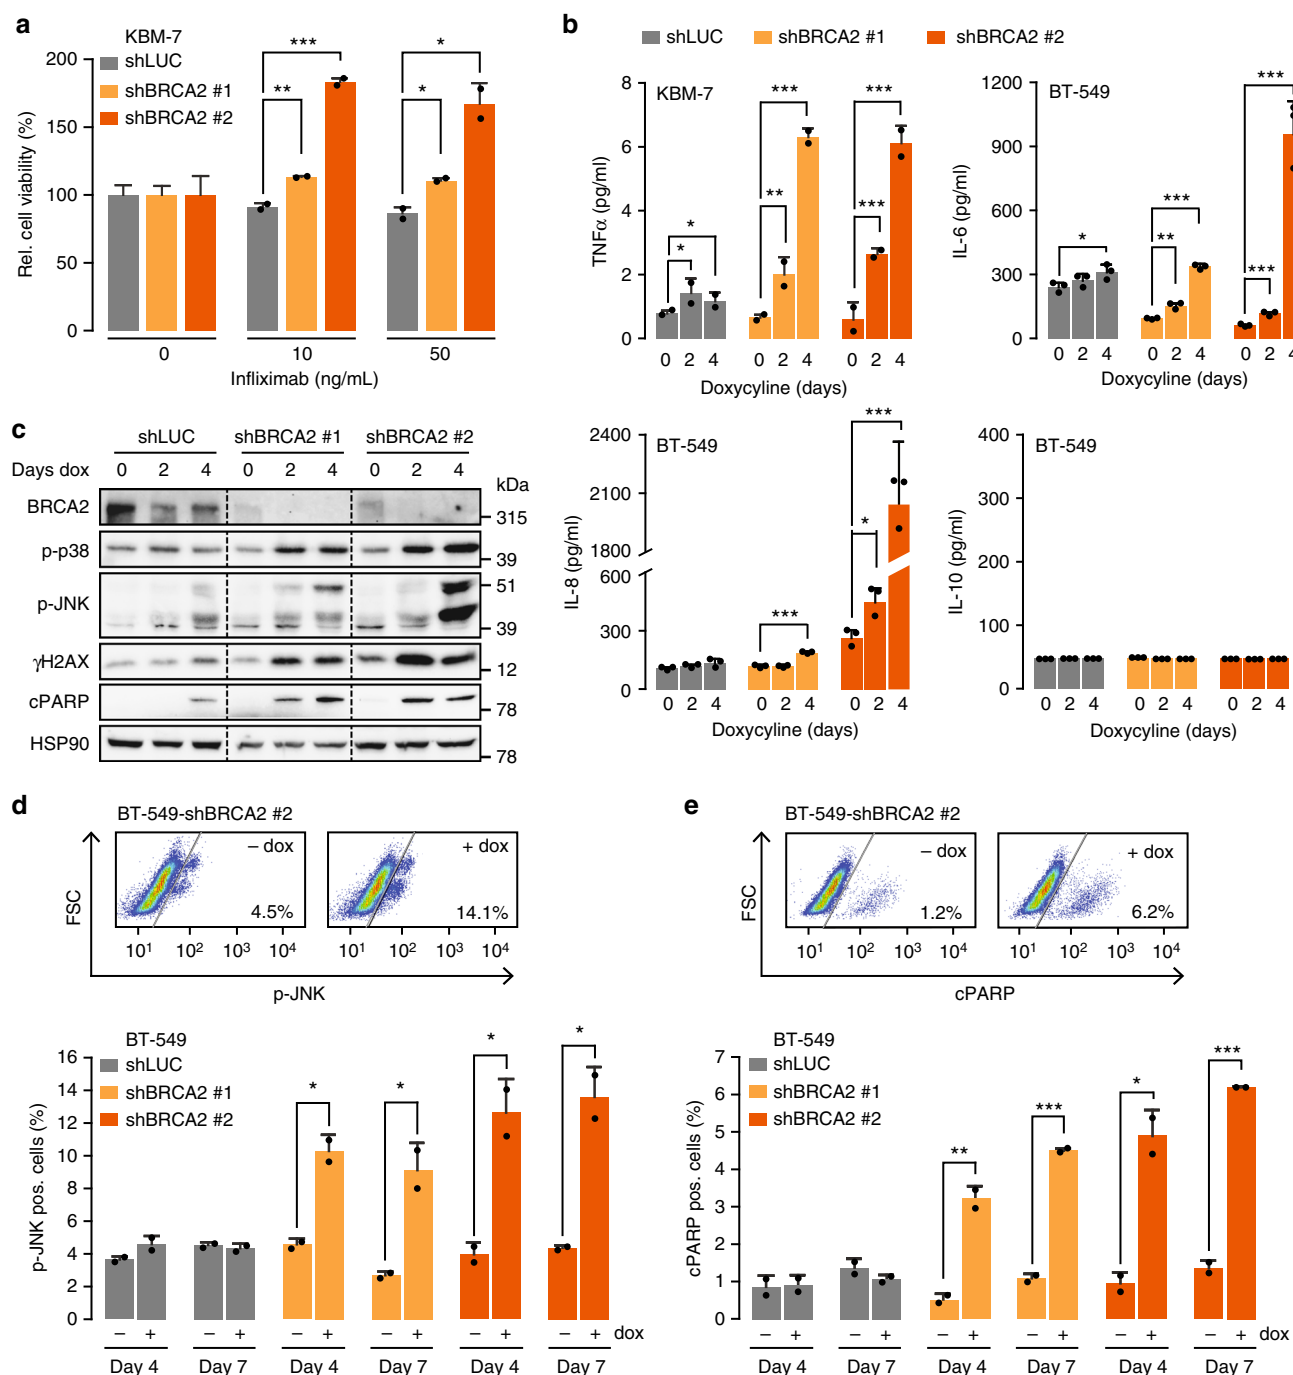 a
KBM-7
shLUC
shBRCA2 #1
shBRCA2 #2
Rel. cell viability (%)
200
150
100
50
0
***
**
*
*
0 10 50
Infliximab (ng/mL)
b
shLUC shBRCA2 #1 shBRCA2 #2
KBM-7
TNFα (pg/ml)
8
6
4
2
0
*
*
**
***
***
***
0 2 4 0 2 4 0 2 4
Doxycyline (days)
BT-549
IL-6 (pg/ml)
1200
900
600
300
0
*
**
***
***
***
0 2 4 0 2 4 0 2 4
Doxycyline (days)
BT-549
IL-8 (pg/ml)
2400
2100
1800
600
300
0
***
*
***
0 2 4 0 2 4 0 2 4
Doxycyline (days)
BT-549
IL-10 (pg/ml)
400
300
200
100
0
0 2 4 0 2 4 0 2 4
Doxycyline (days)
c
shLUC shBRCA2 #1 shBRCA2 #2
Days dox 0 2 4 0 2 4 0 2 4
kDa
BRCA2 315
p-p38 39
p-JNK 51
39
γH2AX 12
cPARP 78
HSP90 78
d
BT-549-shBRCA2 #2
FSC
– dox
4.5%
+ dox
14.1%
10¹ 10² 10³ 10⁴ 10¹ 10² 10³ 10⁴
p-JNK
BT-549
shLUC
shBRCA2 #1
shBRCA2 #2
p-JNK pos. cells (%)
16
14
12
10
8
6
4
2
0
*
*
*
*
– + – + – + – + – + – +
Day 4 Day 7 Day 4 Day 7 Day 4 Day 7
e
BT-549-shBRCA2 #2
FSC
– dox
1.2%
+ dox
6.2%
10¹ 10² 10³ 10⁴ 10¹ 10² 10³ 10⁴
cPARP
BT-549
shLUC
shBRCA2 #1
shBRCA2 #2
cPARP pos. cells (%)
7
6
5
4
3
2
1
0
**
***
*
***
– + – + – + – + – + – + dox
Day 4 Day 7 Day 4 Day 7 Day 4 Day 7